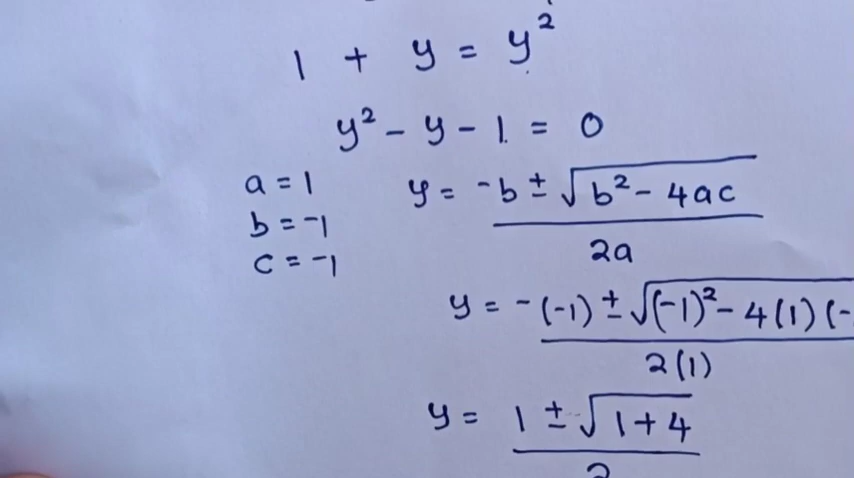 1 + y = y²
y² - y - 1 = 0
a = 1
b = -1
c = -1
y = -b ± √b² - 4ac
2a
y = -(-1) ± √(-1)² - 4(1)(-
2(1)
y = 1 ± √1+4
2